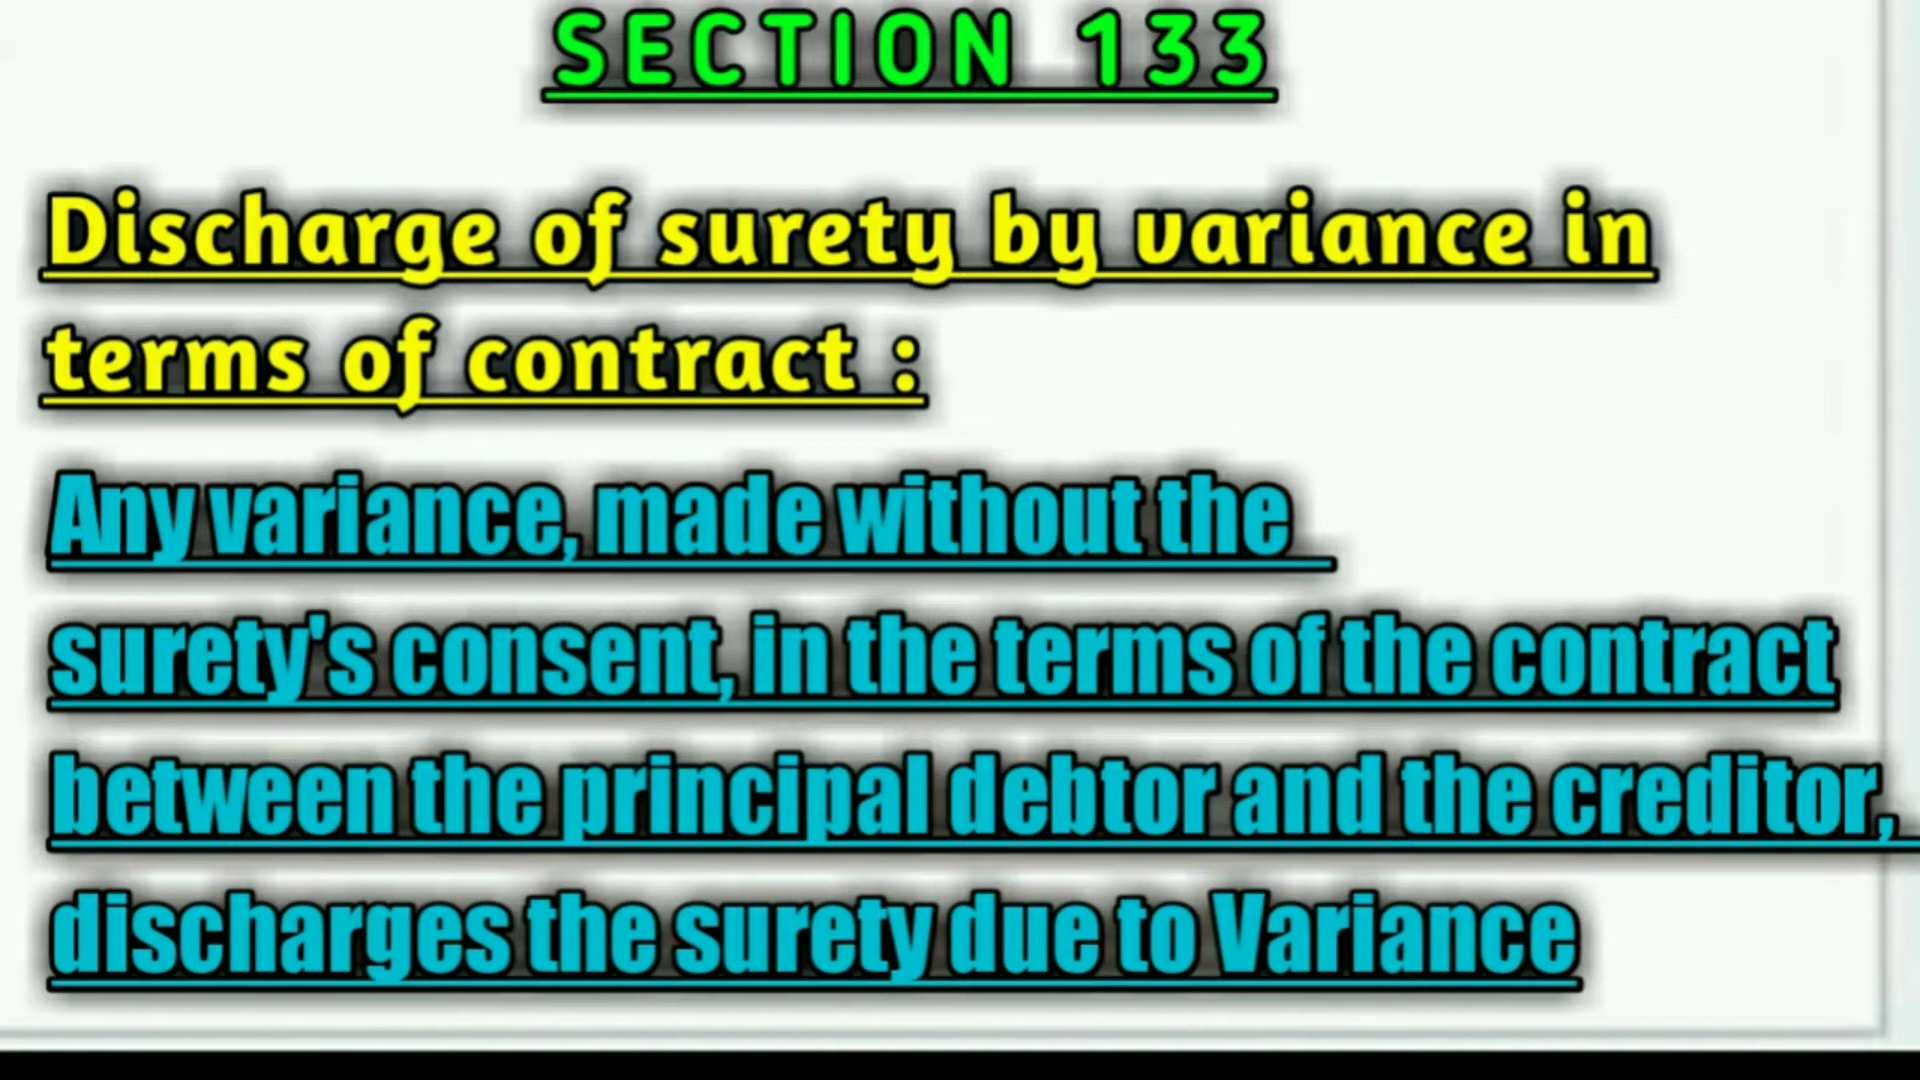 SECTION 133
Discharge of surety by variance in
terms of contract :
Any variance, made without the
surety's consent, in the terms of the contract
between the principal debtor and the creditor,
discharges the surety due to Variance